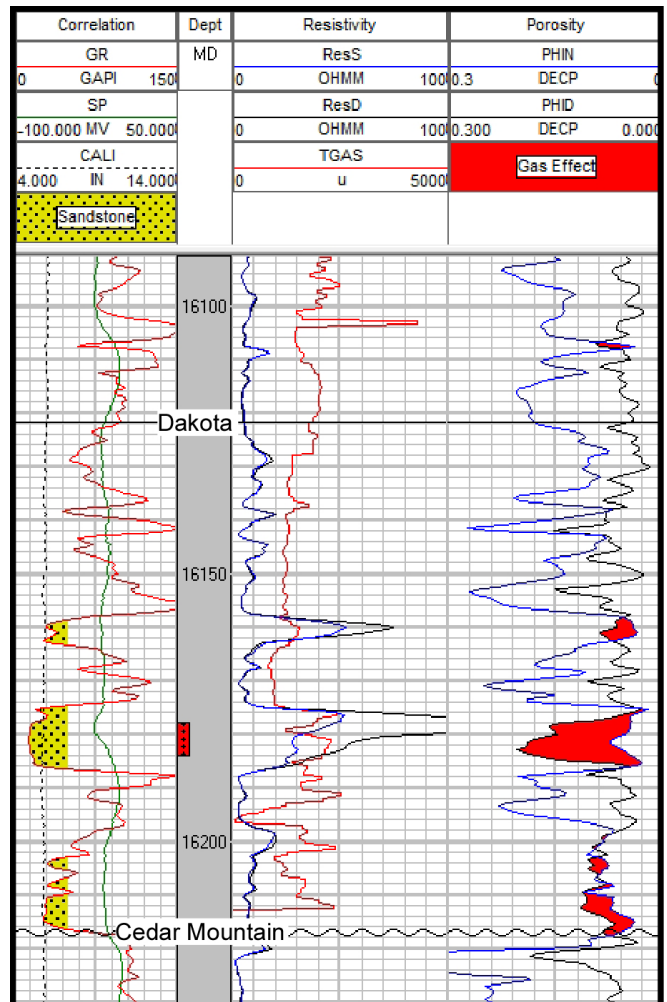 Correlation Dept Resistivity Porosity
GR MD ResS PHIN
0 GAPI 150 0 OHMM 100 0.3 DECP 0
SP ResD PHID
-100.000 MV 50.000 0 OHMM 100 0.300 DECP 0.000
CALI TGAS Gas Effect
4.000 IN 14.000 0 u 5000
Sandstone
16100
Dakota
16150
16200
Cedar Mountain